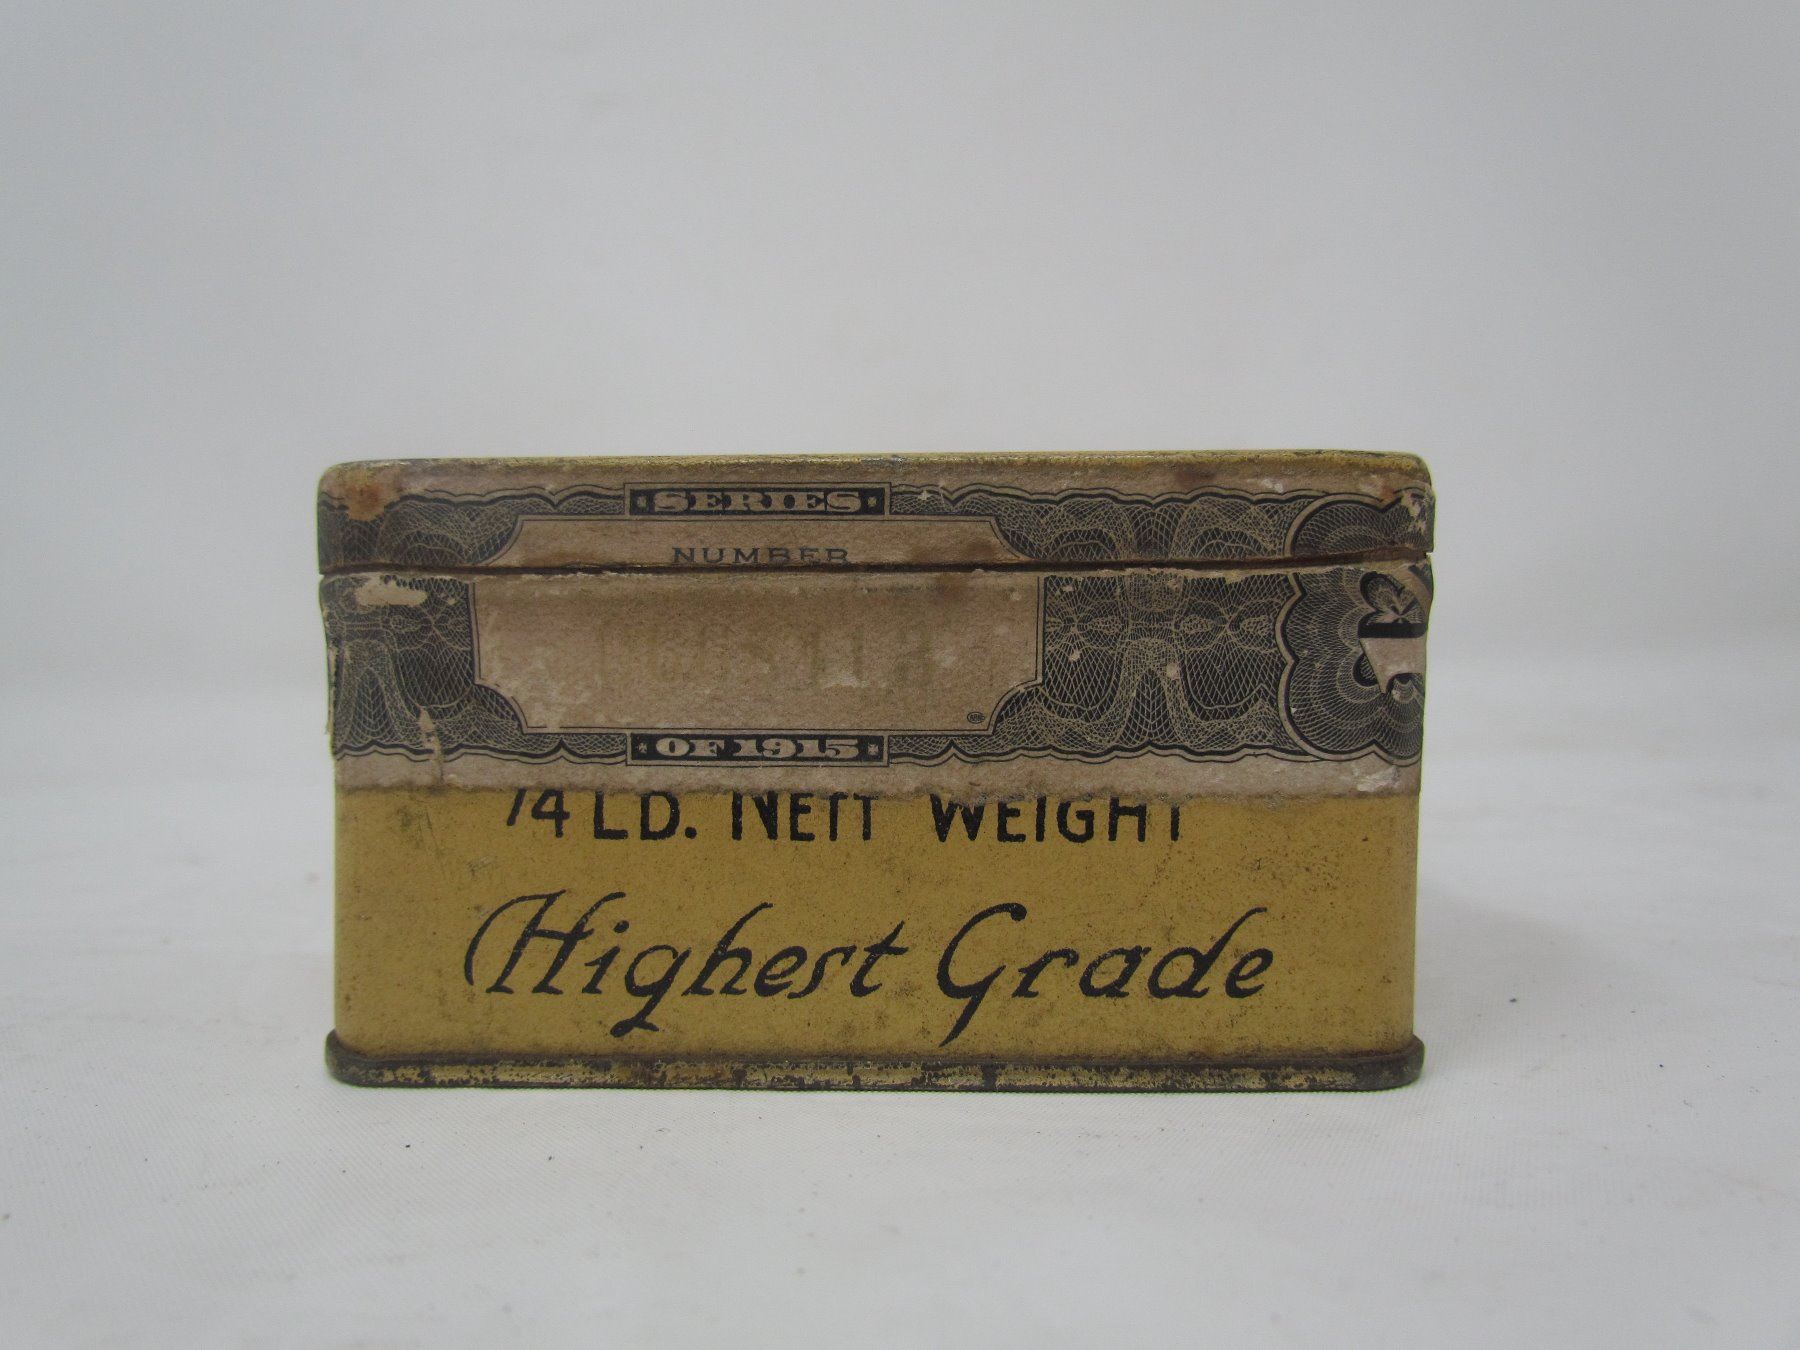 SERIES
NUMBER
OF 1915
1/4 LB. NETT WEIGHT
Highest Grade